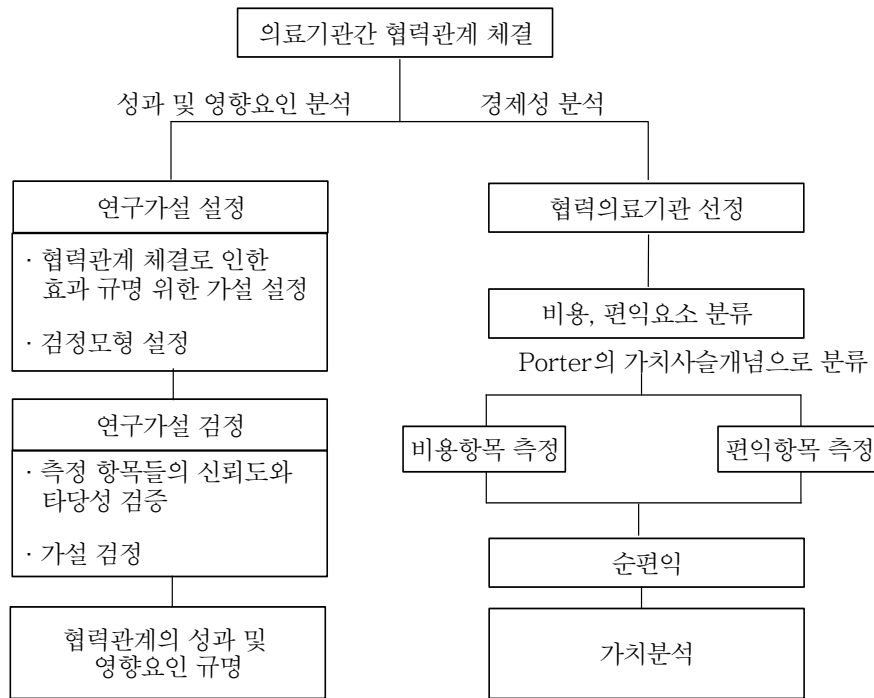 의료기관간 협력관계 체결
성과 및 영향요인 분석
경제성 분석
연구가설 설정
· 협력관계 체결로 인한
효과 규명 위한 가설 설정
· 검정모형 설정
연구가설 검정
· 측정 항목들의 신뢰도와
타당성 검증
· 가설 검정
협력관계의 성과 및
영향요인 규명
협력의료기관 선정
비용, 편익요소 분류
Porter의 가치사슬개념으로 분류
비용항목 측정
편익항목 측정
순편익
가치분석